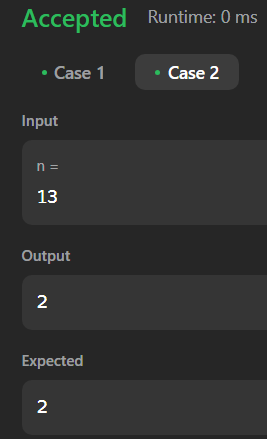 Accepted Runtime: 0 ms
• Case 1 • Case 2
Input
n =
13
Output
2
Expected
2